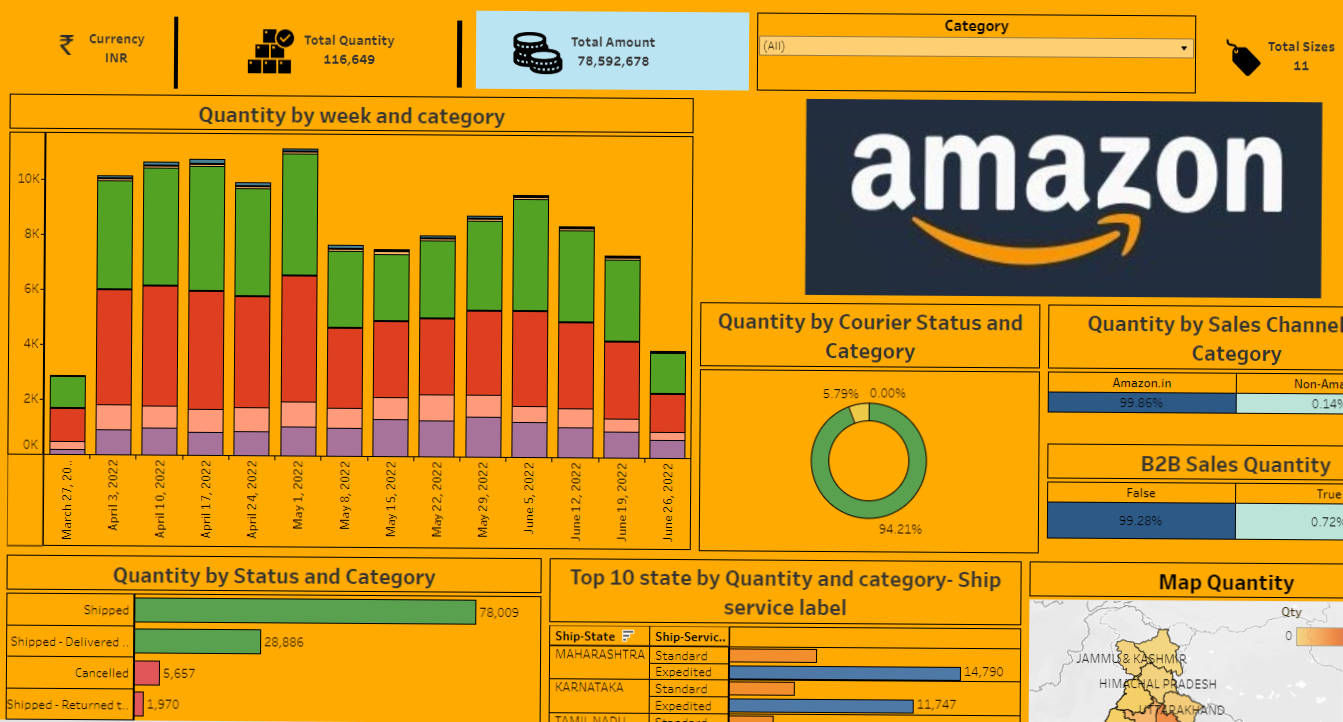 ₹
Currency
INR
Total Quantity
116,649
Total Amount
78,592,678
Category
(All)
Total Sizes
11
Quantity by week and category
10K
8K
6K
4K
2K
0K
March 27, 20..
April 3, 2022
April 10, 2022
April 17, 2022
April 24, 2022
May 1, 2022
May 8, 2022
May 15, 2022
May 22, 2022
May 29, 2022
June 5, 2022
June 12, 2022
June 19, 2022
June 26, 2022
amazon
Quantity by Courier Status and
Category
5.79% 0.00%
94.21%
Quantity by Sales Channel
Category
Amazon.in Non-Ama
99.86% 0.14%
B2B Sales Quantity
False True
99.28% 0.72%
Quantity by Status and Category
Shipped 78,009
Shipped - Delivered .. 28,886
Cancelled 5,657
Shipped - Returned t.. 1,970
Top 10 state by Quantity and category- Ship
service label
Ship-State Ship-Servic..
MAHARASHTRA Standard
Expedited 14,790
KARNATAKA Standard
Expedited 11,747
TAMIL NADU Standard
Map Quantity
Qty
0
JAMMU & KASHMIR
HIMACHAL PRADESH
UTTARAKHAND